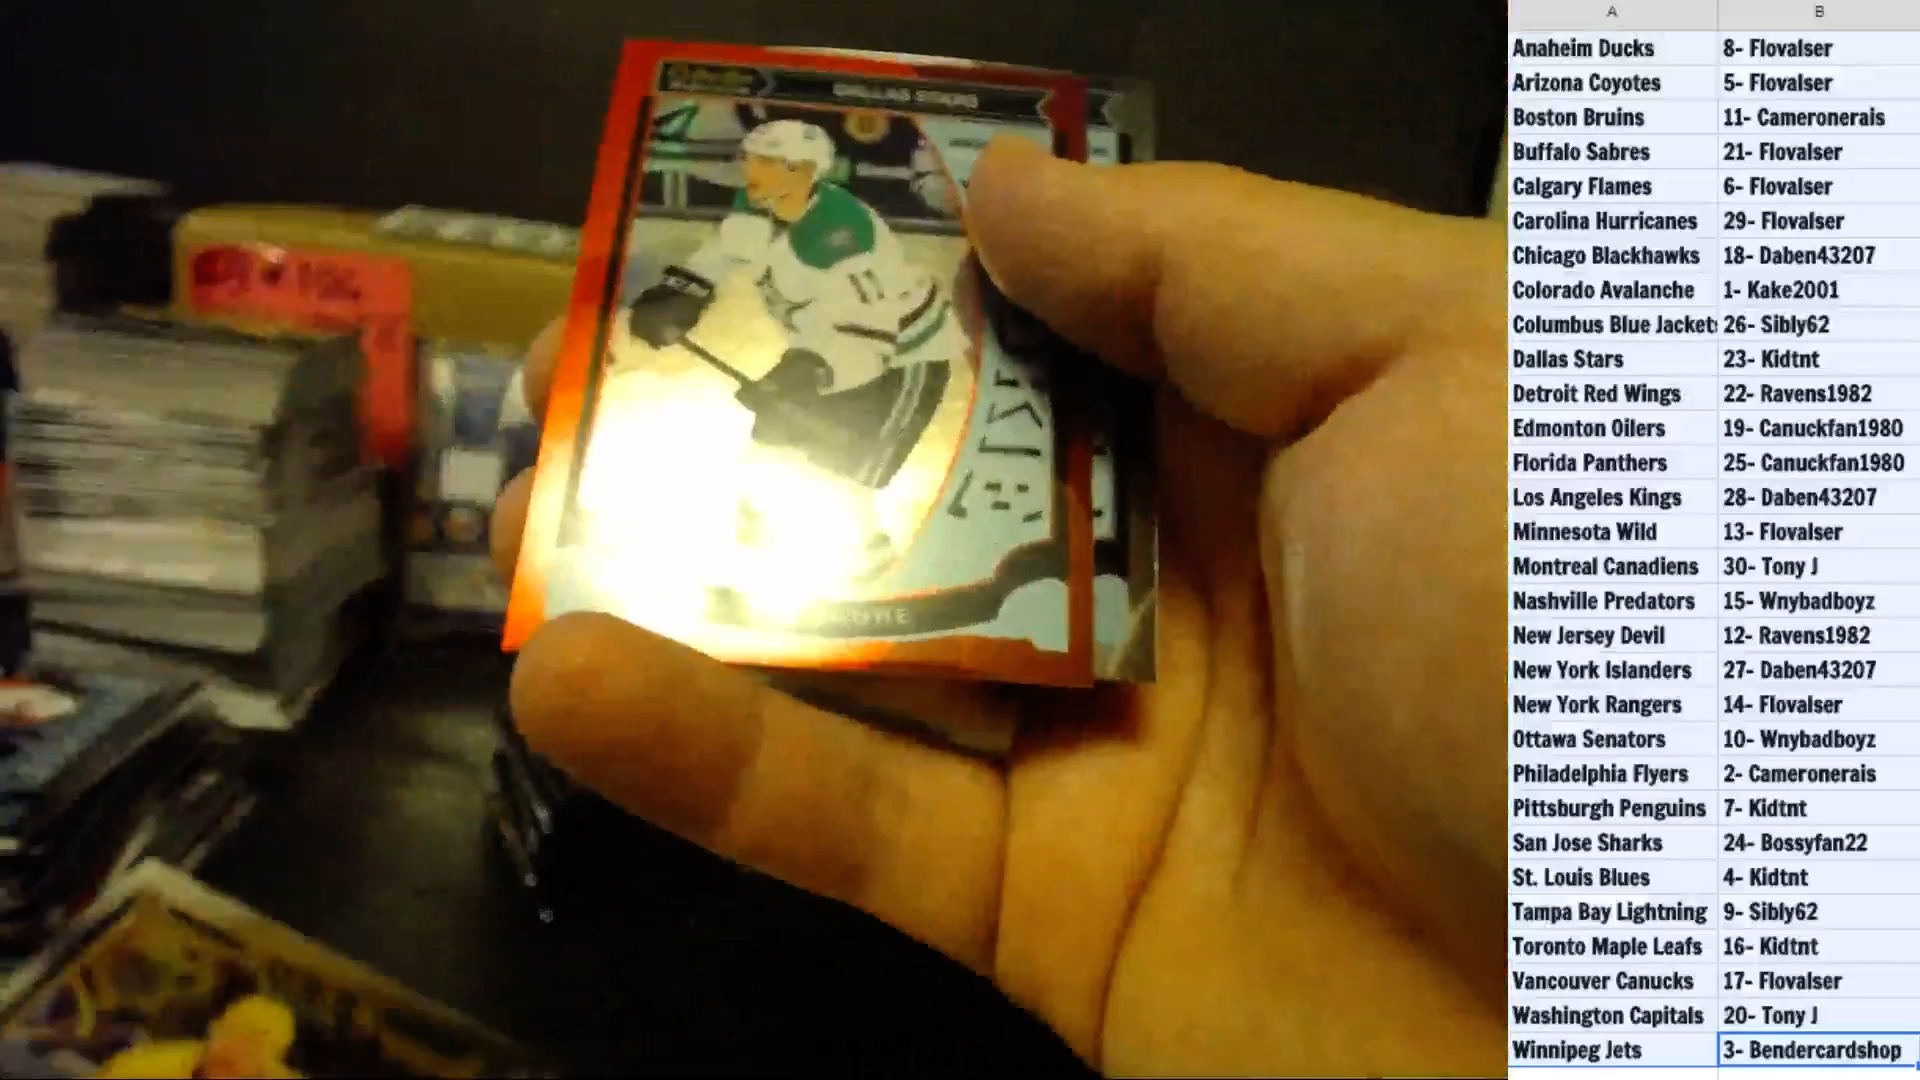 A B
Anaheim Ducks 8- Flovalser
Arizona Coyotes 5- Flovalser
Boston Bruins 11- Cameronerais
Buffalo Sabres 21- Flovalser
Calgary Flames 6- Flovalser
Carolina Hurricanes 29- Flovalser
Chicago Blackhawks 18- Daben43207
Colorado Avalanche 1- Kake2001
Columbus Blue Jackets 26- Sibly62
Dallas Stars 23- Kidtnt
Detroit Red Wings 22- Ravens1982
Edmonton Oilers 19- Canuckfan1980
Florida Panthers 25- Canuckfan1980
Los Angeles Kings 28- Daben43207
Minnesota Wild 13- Flovalser
Montreal Canadiens 30- Tony J
Nashville Predators 15- Wnybadboyz
New Jersey Devil 12- Ravens1982
New York Islanders 27- Daben43207
New York Rangers 14- Flovalser
Ottawa Senators 10- Wnybadboyz
Philadelphia Flyers 2- Cameronerais
Pittsburgh Penguins 7- Kidtnt
San Jose Sharks 24- Bossyfan22
St. Louis Blues 4- Kidtnt
Tampa Bay Lightning 9- Sibly62
Toronto Maple Leafs 16- Kidtnt
Vancouver Canucks 17- Flovalser
Washington Capitals 20- Tony J
Winnipeg Jets 3- Bendercardshop
DALLAS STARS
11